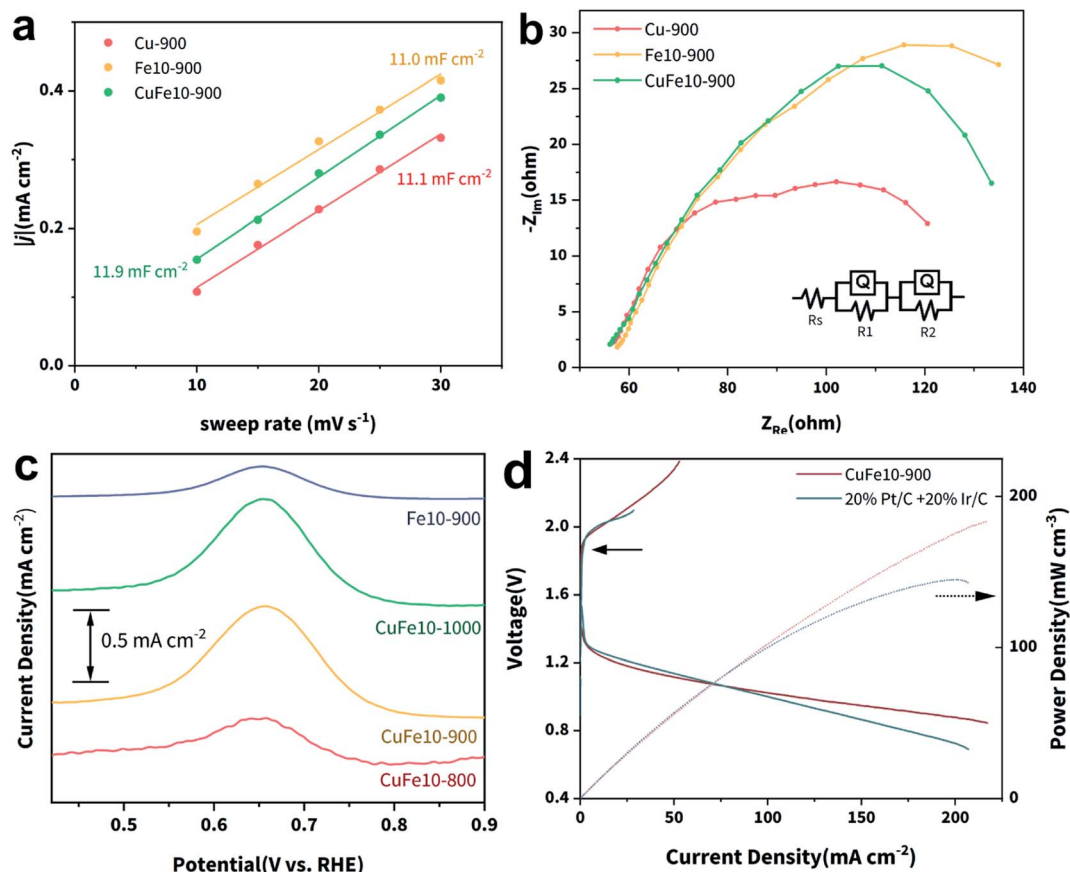 a
Cu-900
Fe10-900
CuFe10-900
11.0 mF cm⁻²
11.1 mF cm⁻²
11.9 mF cm⁻²
|j|(mA cm⁻²)
0.4
0.2
0.0
0
10
20
30
sweep rate (mV s⁻¹)
b
Cu-900
Fe10-900
CuFe10-900
-Z_Im(ohm)
30
25
20
15
10
5
0
Q
Q
Rs
R1
R2
60
80
100
120
140
Z_Re(ohm)
c
Fe10-900
CuFe10-1000
0.5 mA cm⁻²
CuFe10-900
CuFe10-800
Current Density(mA cm⁻²)
0.5
0.6
0.7
0.8
0.9
Potential(V vs. RHE)
d
CuFe10-900
20% Pt/C +20% Ir/C
Voltage(V)
2.4
2.0
1.6
1.2
0.8
0.4
200
100
0
Power Density(mW cm⁻³)
0
50
100
150
200
Current Density(mA cm⁻²)